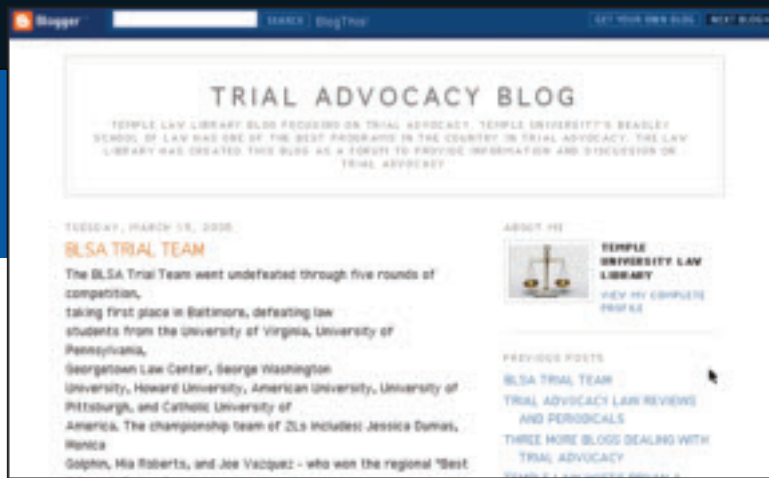 Blogger
SEARCH BlogThis!
GET YOUR OWN BLOG NEXT BLOG
TRIAL ADVOCACY BLOG
TEMPLE LAW LIBRARY BLOG FOCUSING ON TRIAL ADVOCACY. TEMPLE UNIVERSITY'S BEASLEY
SCHOOL OF LAW HAS ONE OF THE BEST PROGRAMS IN THE COUNTRY IN TRIAL ADVOCACY. THE LAW
LIBRARY HAS CREATED THIS BLOG AS A FORUM TO PROVIDE INFORMATION AND DISCUSSION ON
TRIAL ADVOCACY
TUESDAY, MARCH
BLSA TRIAL TEAM
The BLSA Trial Team went undefeated through five rounds of
competition,
taking first place in Baltimore, defeating law
students from the University of Virginia, University of
Pennsylvania,
Georgetown Law Center, George Washington
University, Howard University, American University, University of
Pittsburgh, and Catholic University of
America. The championship team of 2Ls includes: Jessica Dumas,
Monica
Golphin, Mia Roberts, and Joe Vazquez - who won the regional "Best
ABOUT ME
TEMPLE
UNIVERSITY LAW
LIBRARY
VIEW MY COMPLETE
PROFILE
PREVIOUS POSTS
BLSA TRIAL TEAM
TRIAL ADVOCACY LAW REVIEWS
AND PERIODICALS
THREE MORE BLOGS DEALING WITH
TRIAL ADVOCACY